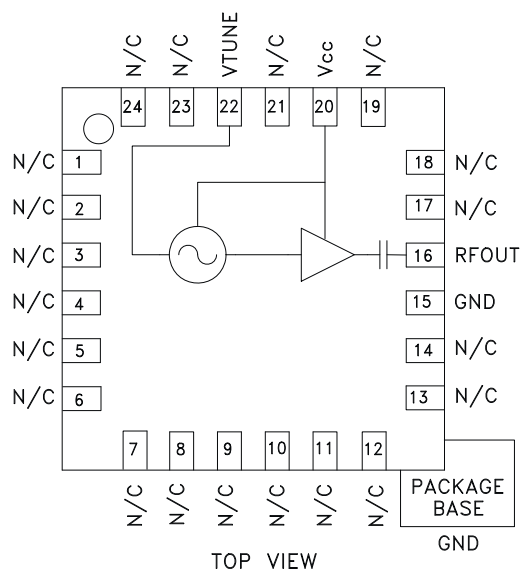 N/C N/C VTUNE N/C Vcc N/C
24 23 22 21 20 19
N/C 1 18 N/C
N/C 2 17 N/C
N/C 3 16 RFOUT
N/C 4 15 GND
N/C 5 14 N/C
N/C 6 13 N/C
7 8 9 10 11 12
N/C N/C N/C N/C N/C N/C
PACKAGE
BASE
GND
TOP VIEW